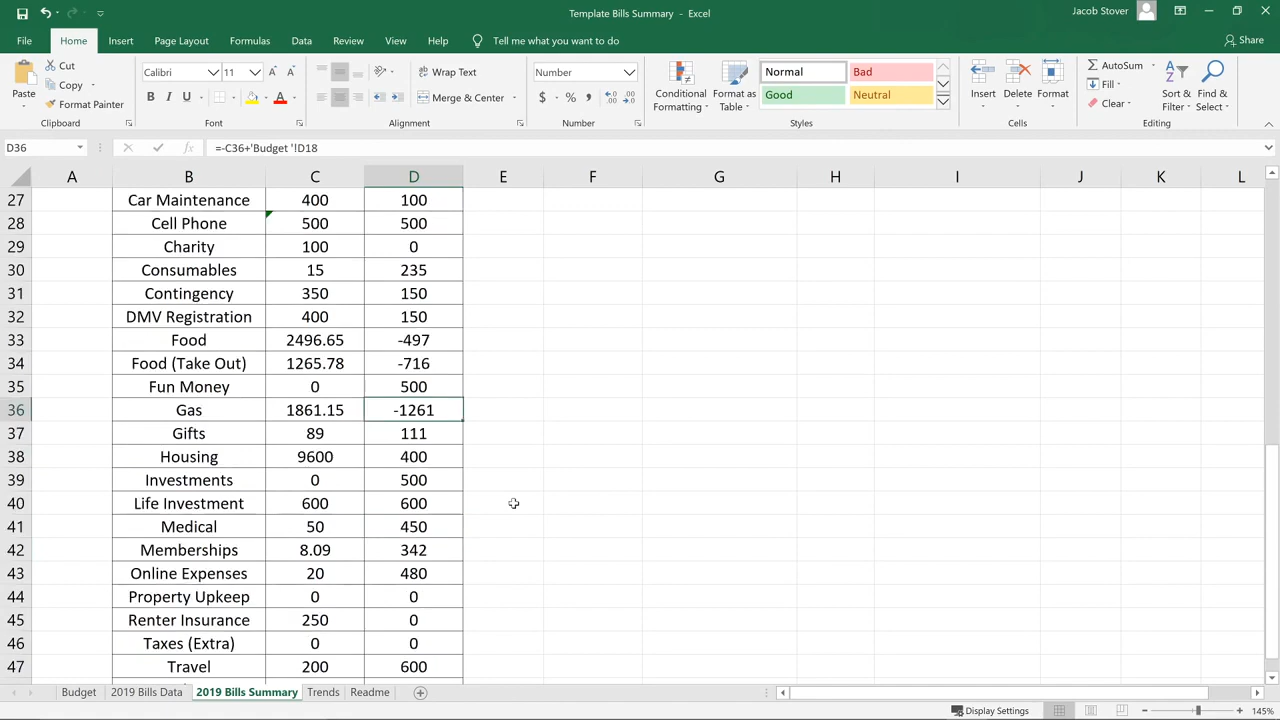 Template Bills Summary - Excel
Jacob Stover
File Home Insert Page Layout Formulas Data Review View Help Tell me what you want to do Share
Paste
Cut
Copy
Format Painter
Clipboard
Calibri 11
B I U
Font
Wrap Text
Merge & Center
Alignment
Number
$ % ,
Number
Conditional Formatting
Format as Table
Normal Bad
Good Neutral
Styles
Insert Delete Format
Cells
AutoSum
Fill
Clear
Sort & Filter
Find & Select
Editing
D36 fx =-C36+'Budget '!D18
A B C D E F G H I J K L
27 Car Maintenance 400 100
28 Cell Phone 500 500
29 Charity 100 0
30 Consumables 15 235
31 Contingency 350 150
32 DMV Registration 400 150
33 Food 2496.65 -497
34 Food (Take Out) 1265.78 -716
35 Fun Money 0 500
36 Gas 1861.15 -1261
37 Gifts 89 111
38 Housing 9600 400
39 Investments 0 500
40 Life Investment 600 600
41 Medical 50 450
42 Memberships 8.09 342
43 Online Expenses 20 480
44 Property Upkeep 0 0
45 Renter Insurance 250 0
46 Taxes (Extra) 0 0
47 Travel 200 600
Budget 2019 Bills Data 2019 Bills Summary Trends Readme
Display Settings 145%